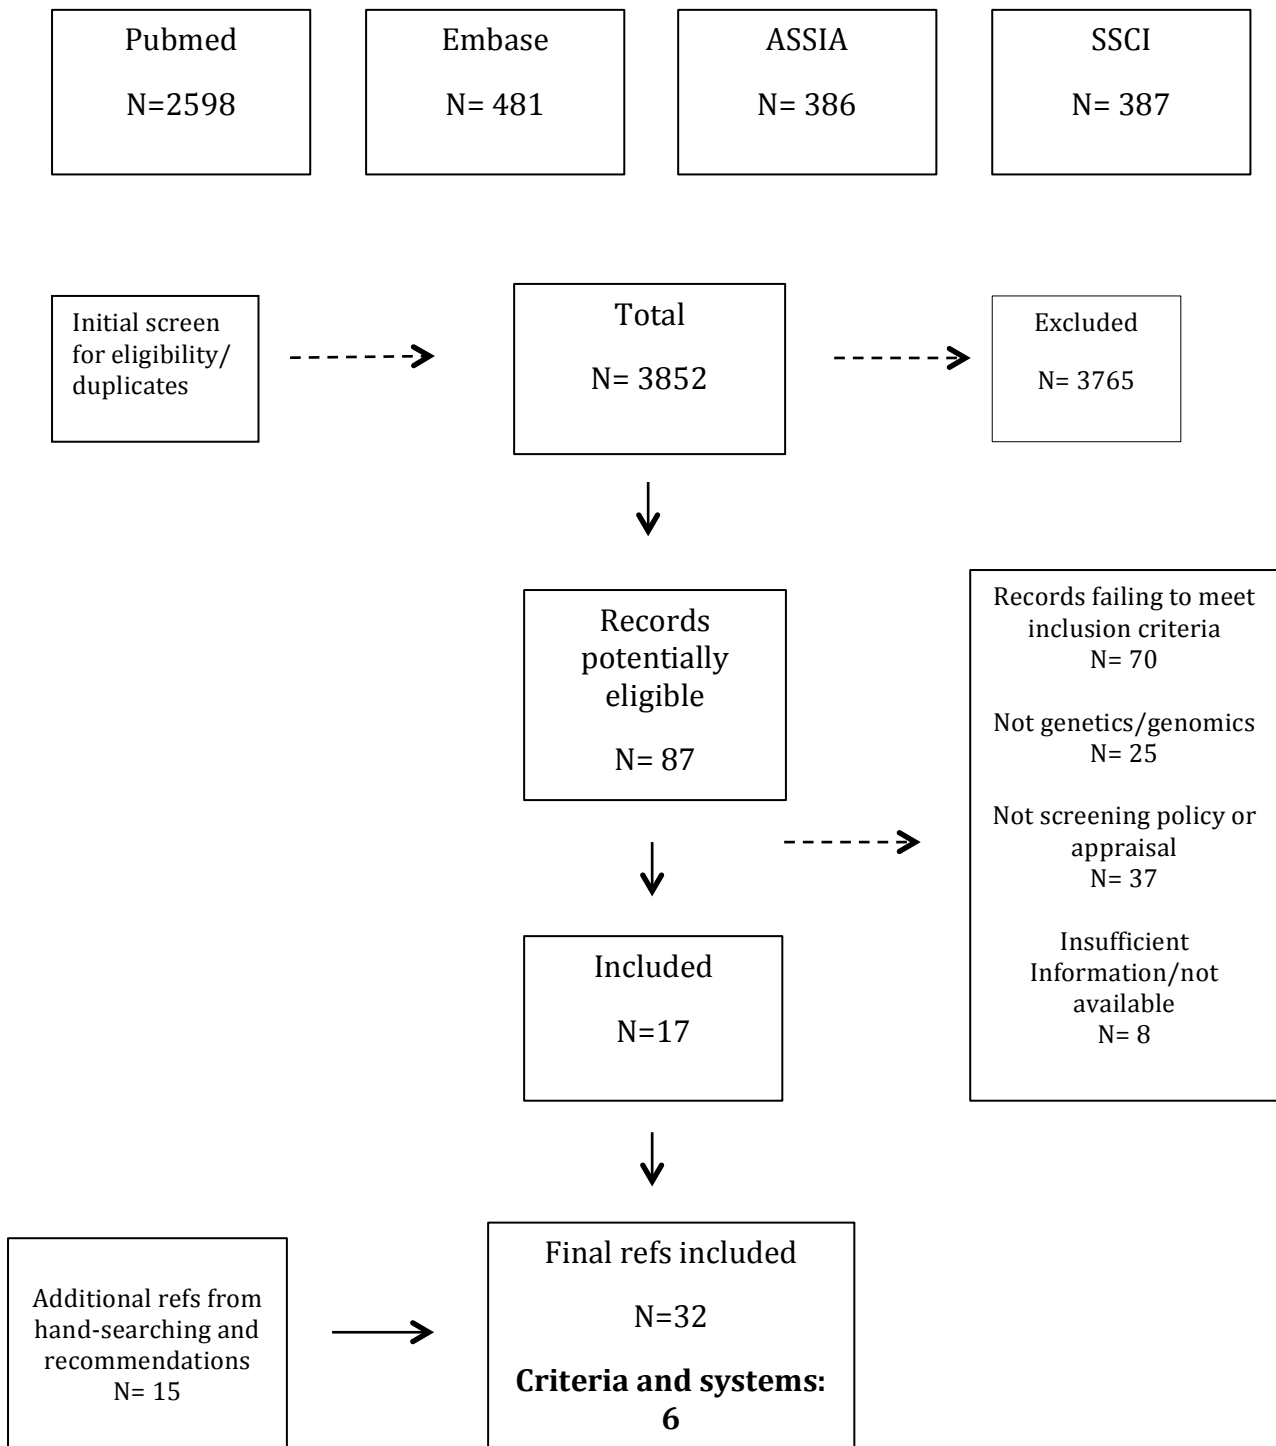 Pubmed
N=2598
Embase
N= 481
ASSIA
N= 386
SSCI
N= 387
Initial screen
for eligibility/
duplicates
Total
N= 3852
Excluded
N= 3765
Records
potentially
eligible
N= 87
Records failing to meet
inclusion criteria
N= 70
Not genetics/genomics
N= 25
Not screening policy or
appraisal
N= 37
Insufficient
Information/not
available
N= 8
Included
N=17
Additional refs from
hand-searching and
recommendations
N= 15
Final refs included
N=32
Criteria and systems:
6